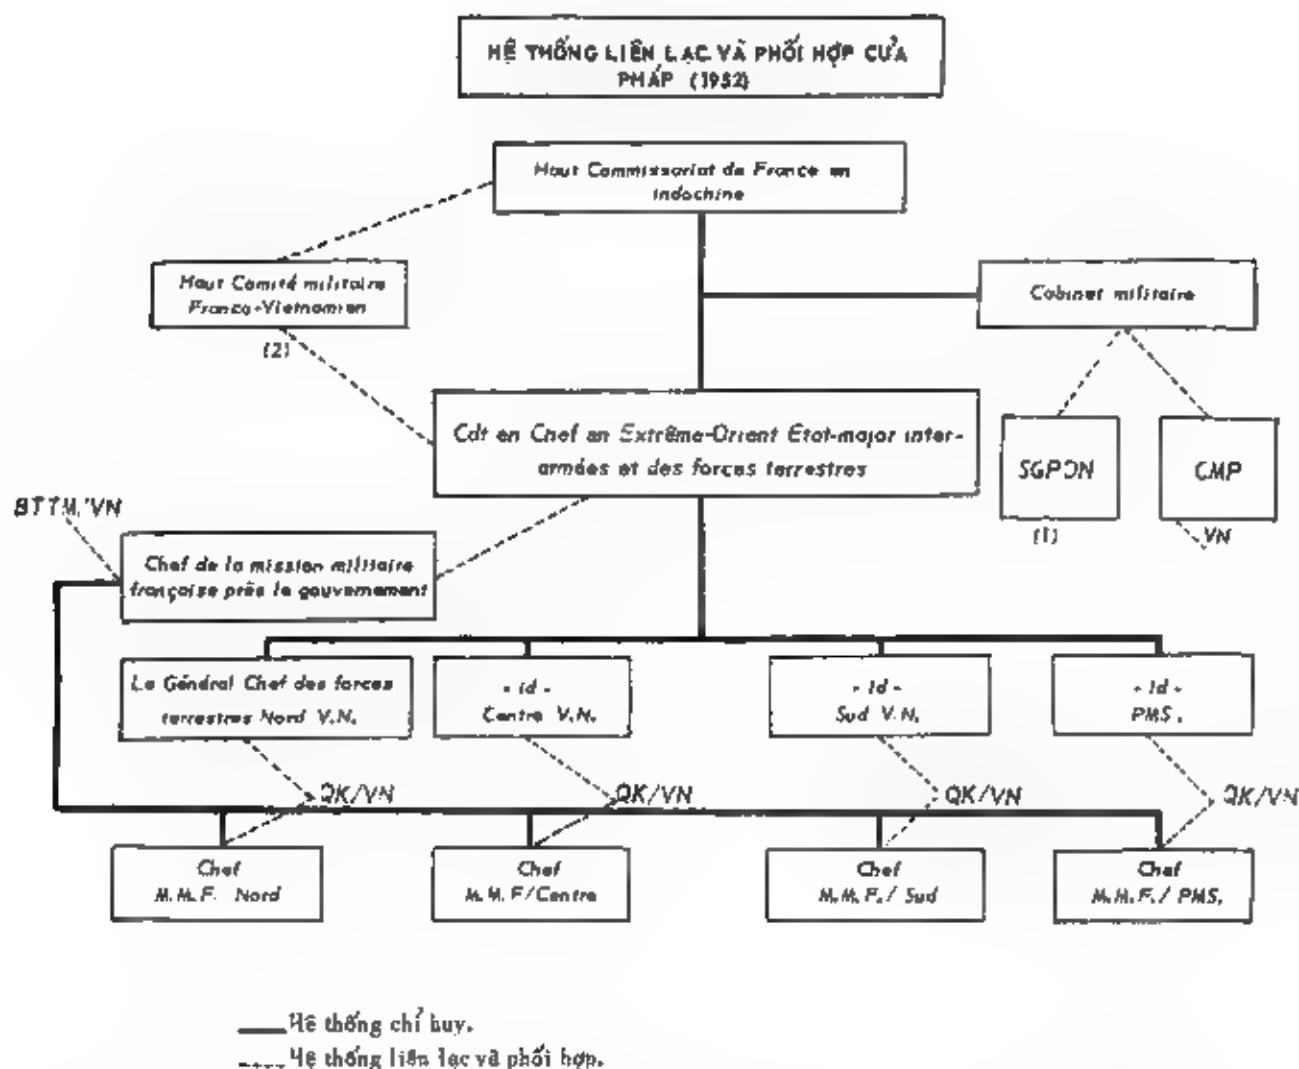 HỆ THỐNG LIÊN LẠC VÀ PHỐI HỢP CỦA
PHÁP (1952)
Haut Commissariat de France en
Indochine
Haut Comité militaire
Franco-Vietnamien
(2)
Cabinet militaire
Cdt en Chef en Extrême-Orient Etat-major inter-
armées et des forces terrestres
SGPDN
(1)
CMP
VN
BTTM/VN
Chef de la mission militaire
française près le gouvernement
Le Général Chef des forces
terrestres Nord V.N.
- Id -
Centre V.N.
- Id -
Sud V.N.
- Id -
PMS.
QK/VN
QK/VN
QK/VN
QK/VN
Chef
M.M.F. Nord
Chef
M.M.F/Centre
Chef
M.M.F./ Sud
Chef
M.M.F./ PMS.
Hệ thống chỉ huy.
Hệ thống liên lạc và phối hợp.